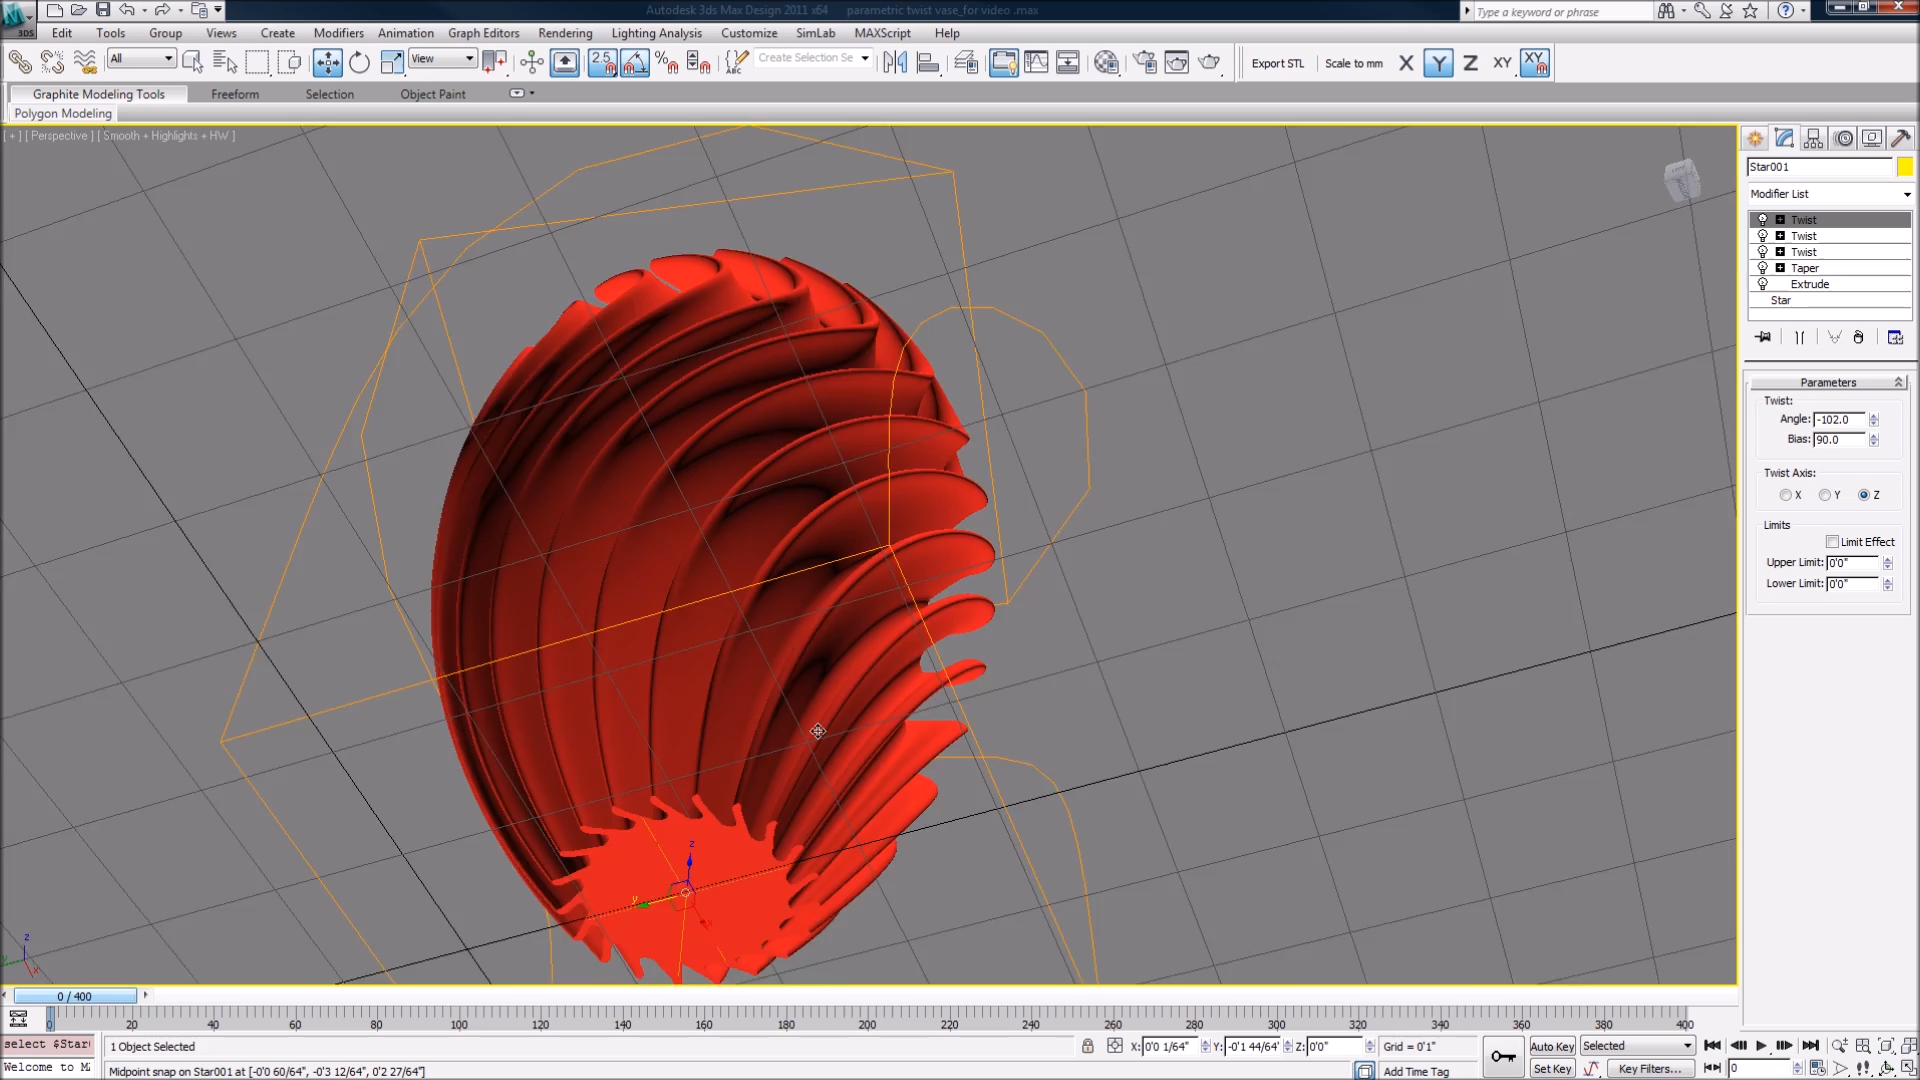 Autodesk 3ds Max Design 2011 x64 parametric twist vase_for video .max
Type a keyword or phrase
3DS
Edit Tools Group Views Create Modifiers Animation Graph Editors Rendering Lighting Analysis Customize SimLab MAXScript Help
All View 2.5 ABC Create Selection Se Export STL Scale to mm X Y Z XY XY
Graphite Modeling Tools Freeform Selection Object Paint
Polygon Modeling
[ + ] [ Perspective ] [ Smooth + Highlights + HW ]
Star001
Modifier List
Twist
Twist
Twist
Taper
Extrude
Star
Parameters
Twist:
Angle: -102.0
Bias: 90.0
Twist Axis:
X Y Z
Limits
Limit Effect
Upper Limit: 0'0"
Lower Limit: 0'0"
z
y
x
z
y
x
0 / 400
0 20 40 60 80 100 120 140 160 180 200 220 240 260 280 300 320 340 360 380 400
select $Star
1 Object Selected X: 0'0 1/64" Y: -0'1 44/64" Z: 0'0" Grid = 0'1" Auto Key Selected
Welcome to M
Midpoint snap on Star001 at [-0'0 60/64", -0'3 12/64", 0'2 27/64"] Add Time Tag Set Key Key Filters... 0